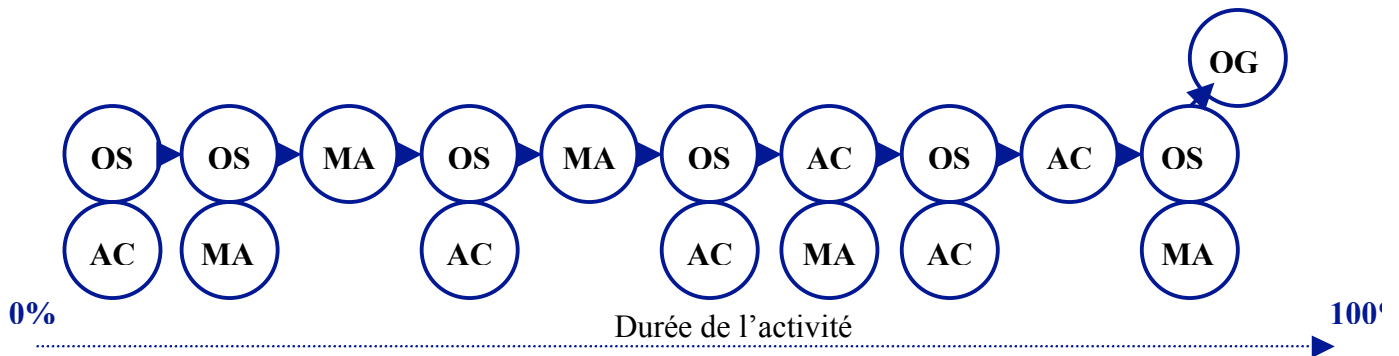 OG
OS OS MA OS MA OS AC OS AC OS
AC MA AC AC MA AC MA
0% 100%
Durée de l’activité